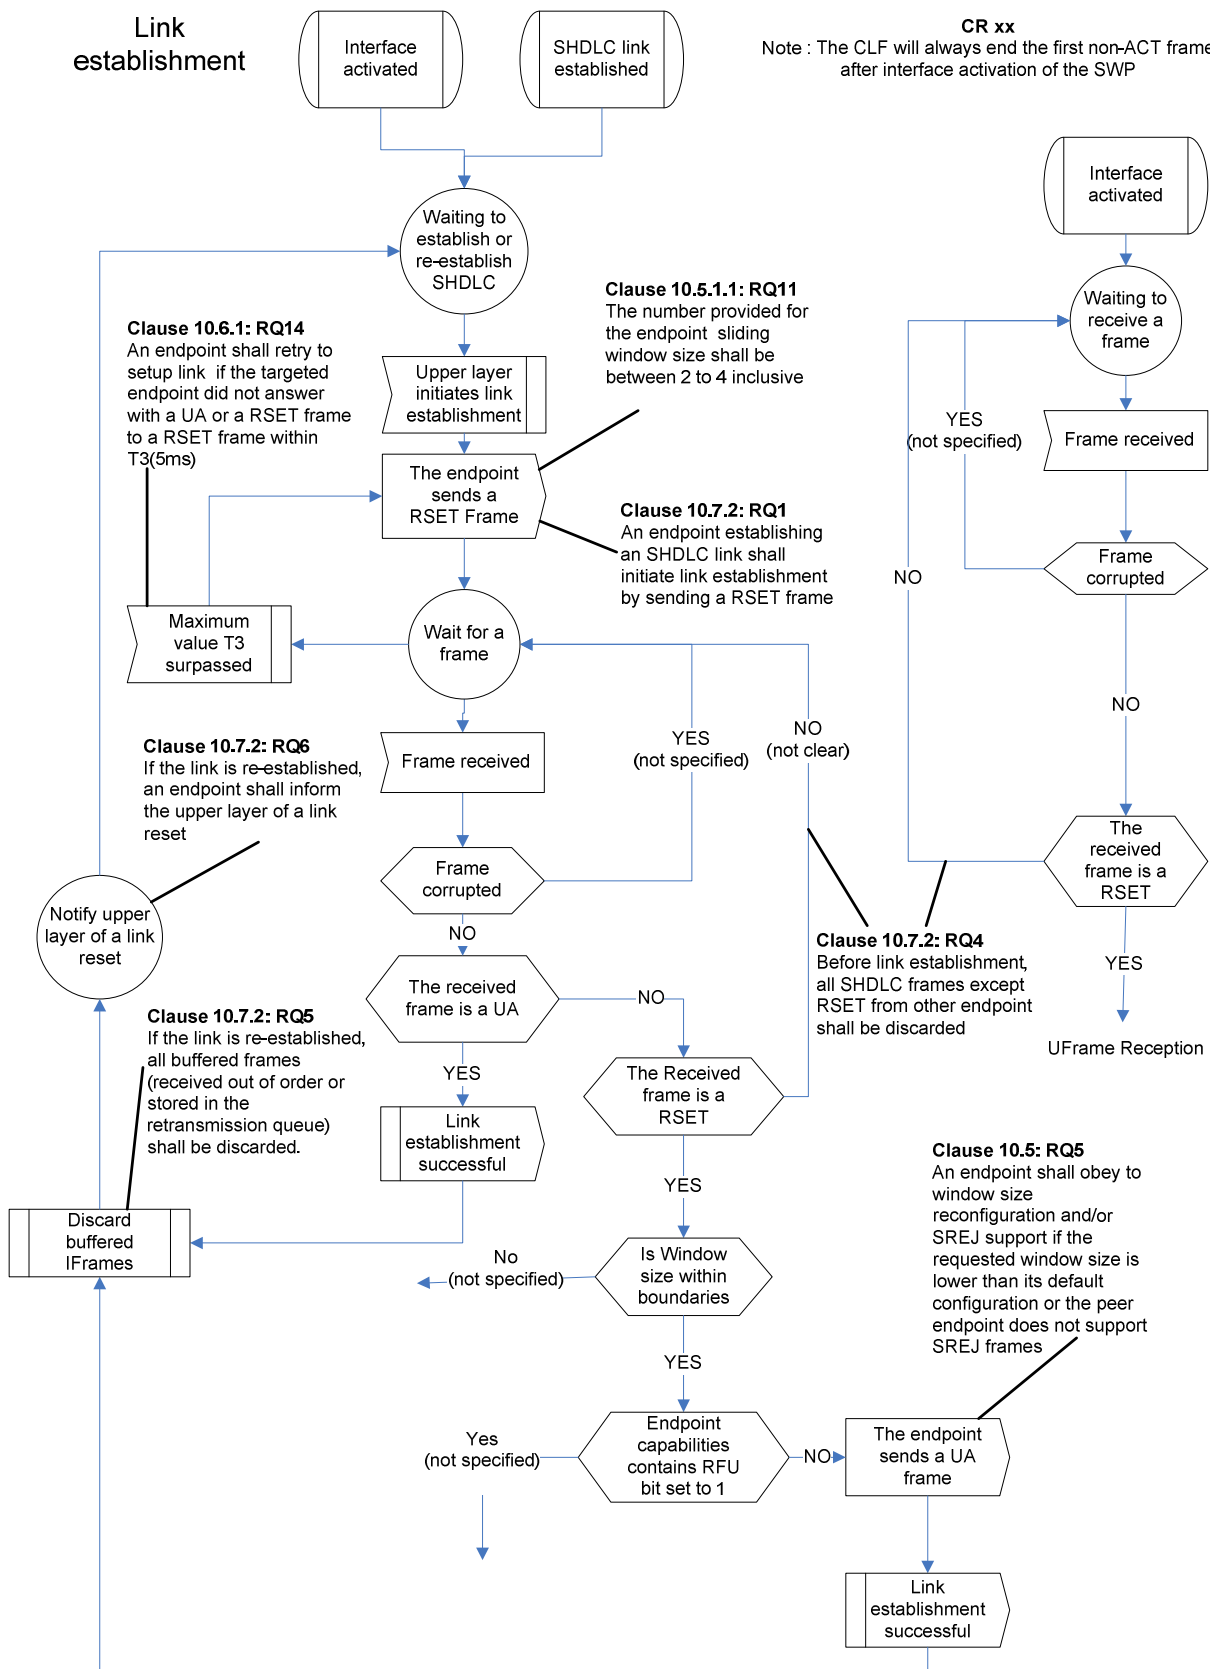 Link
establishment
Interface
activated
SHDLC link
established
CR xx
Note : The CLF will always end the first non-ACT frame
after interface activation of the SWP
Interface
activated
Waiting to
establish or
re-establish
SHDLC
Waiting to
receive a
frame
Clause 10.5.1.1: RQ11
The number provided for
the endpoint sliding
window size shall be
between 2 to 4 inclusive
Clause 10.6.1: RQ14
An endpoint shall retry to
setup link if the targeted
endpoint did not answer
with a UA or a RSET frame
to a RSET frame within
T3(5ms)
Upper layer
initiates link
establishment
YES
(not specified)
Frame received
The endpoint
sends a
RSET Frame
Clause 10.7.2: RQ1
An endpoint establishing
an SHDLC link shall
initiate link establishment
by sending a RSET frame
Frame
corrupted
NO
Maximum
value T3
surpassed
Wait for a
frame
NO
NO
(not clear)
YES
(not specified)
Clause 10.7.2: RQ6
If the link is re-established,
an endpoint shall inform
the upper layer of a link
reset
Frame received
The
received
frame is a
RSET
Frame
corrupted
Notify upper
layer of a link
reset
NO
Clause 10.7.2: RQ4
Before link establishment,
all SHDLC frames except
RSET from other endpoint
shall be discarded
YES
UFrame Reception
The received
frame is a UA
NO
Clause 10.7.2: RQ5
If the link is re-established,
all buffered frames
(received out of order or
stored in the
retransmission queue)
shall be discarded.
YES
The Received
frame is a
RSET
Link
establishment
successful
YES
Clause 10.5: RQ5
An endpoint shall obey to
window size
reconfiguration and/or
SREJ support if the
requested window size is
lower than its default
configuration or the peer
endpoint does not support
SREJ frames
Discard
buffered
IFrames
No
(not specified)
Is Window
size within
boundaries
YES
Yes
(not specified)
Endpoint
capabilities
contains RFU
bit set to 1
NO
The endpoint
sends a UA
frame
Link
establishment
successful